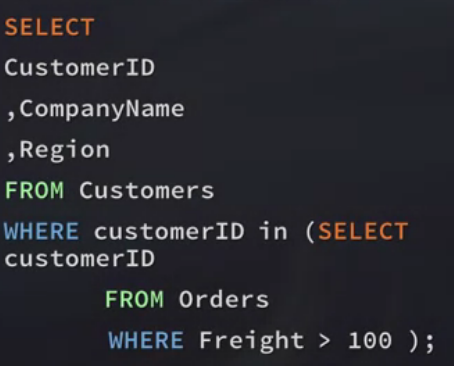 SELECT
CustomerID
,CompanyName
,Region
FROM Customers
WHERE customerID in (SELECT
customerID
FROM Orders
WHERE Freight > 100 );